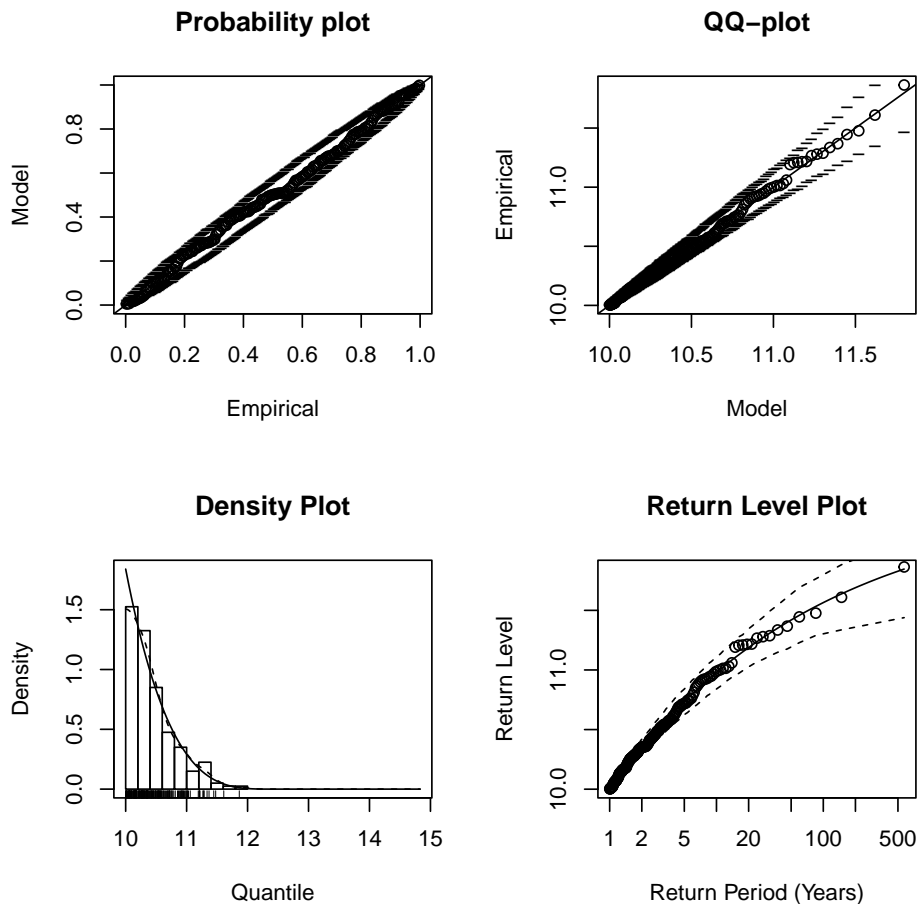 Probability plot
Model
0.0 0.4 0.8
0.0 0.2 0.4 0.6 0.8 1.0
Empirical
QQ−plot
Empirical
10.0 11.0
10.0 10.5 11.0 11.5
Model
Density Plot
Density
0.0 0.5 1.0 1.5
10 11 12 13 14 15
Quantile
Return Level Plot
Return Level
10.0 11.0
1 2 5 20 100 500
Return Period (Years)